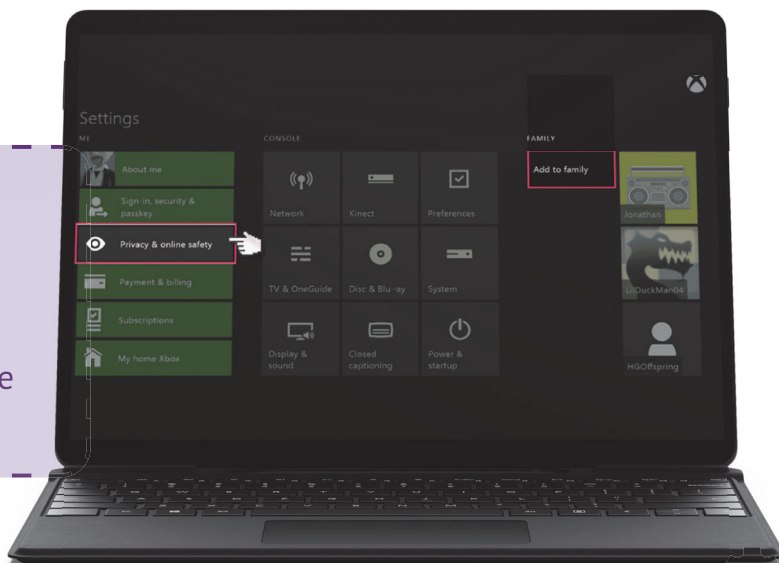 Settings
ME
About me
Sign-in, security &
passkey
Privacy & online safety
Payment & billing
Subscriptions
My home Xbox
CONSOLE
Network
Kinect
Preferences
TV & OneGuide
Disc & Blu-ray
System
Display &
sound
Closed
captioning
Power &
startup
FAMILY
Add to family
Jonathan
LilDuckMan04
HGOffspring
e